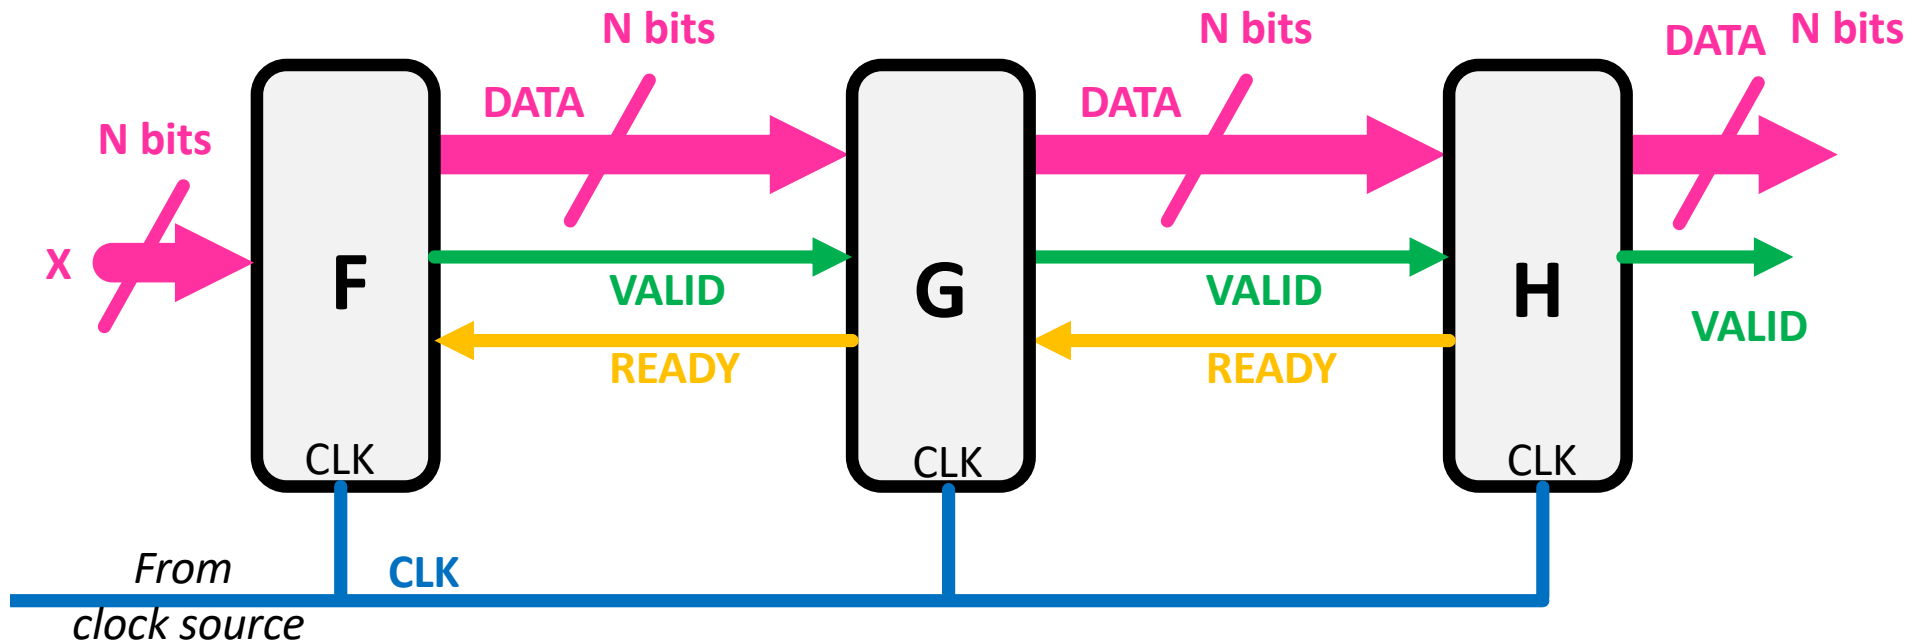 N bits
N bits
DATA
N bits
DATA
DATA
N bits
X
F
G
H
VALID
VALID
VALID
READY
READY
CLK
CLK
CLK
From
clock source
CLK